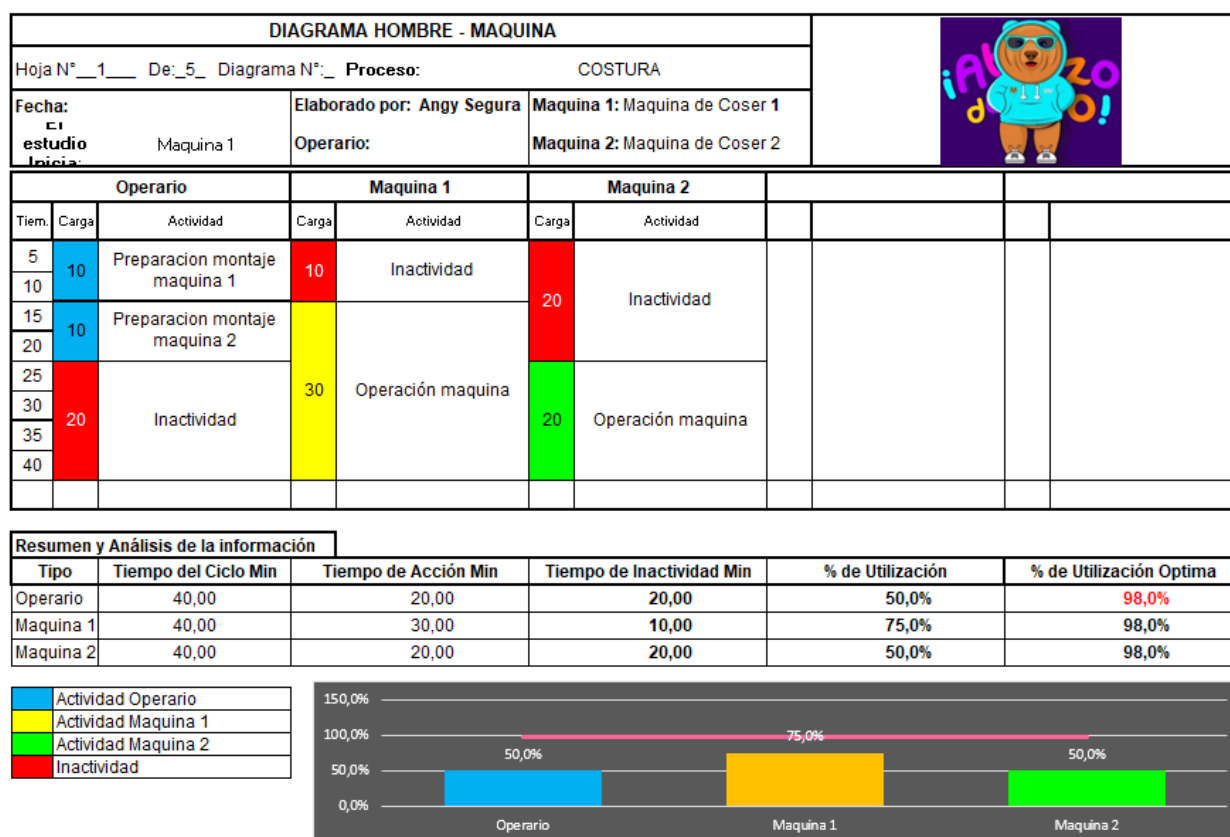 DIAGRAMA HOMBRE - MAQUINA
Hoja N°__1___ De:_5_ Diagrama N°:_ Proceso: COSTURA
Fecha: Elaborado por: Angy Segura Maquina 1: Maquina de Coser 1
El estudio Inicia: Maquina 1 Operario: Maquina 2: Maquina de Coser 2
Operario Maquina 1 Maquina 2
Tiem. Carga Actividad Carga Actividad Carga Actividad
5 10 Preparacion montaje maquina 1 10 Inactividad 20 Inactividad
10
15 10 Preparacion montaje maquina 2 30 Operación maquina
20
25 20 Inactividad 20 Operación maquina
30
35
40
Resumen y Análisis de la información
Tipo Tiempo del Ciclo Min Tiempo de Acción Min Tiempo de Inactividad Min % de Utilización % de Utilización Optima
Operario 40,00 20,00 20,00 50,0% 98,0%
Maquina 1 40,00 30,00 10,00 75,0% 98,0%
Maquina 2 40,00 20,00 20,00 50,0% 98,0%
Actividad Operario
Actividad Maquina 1
Actividad Maquina 2
Inactividad
150,0%
100,0%
50,0%
0,0%
50,0% 75,0% 50,0%
Operario Maquina 1 Maquina 2